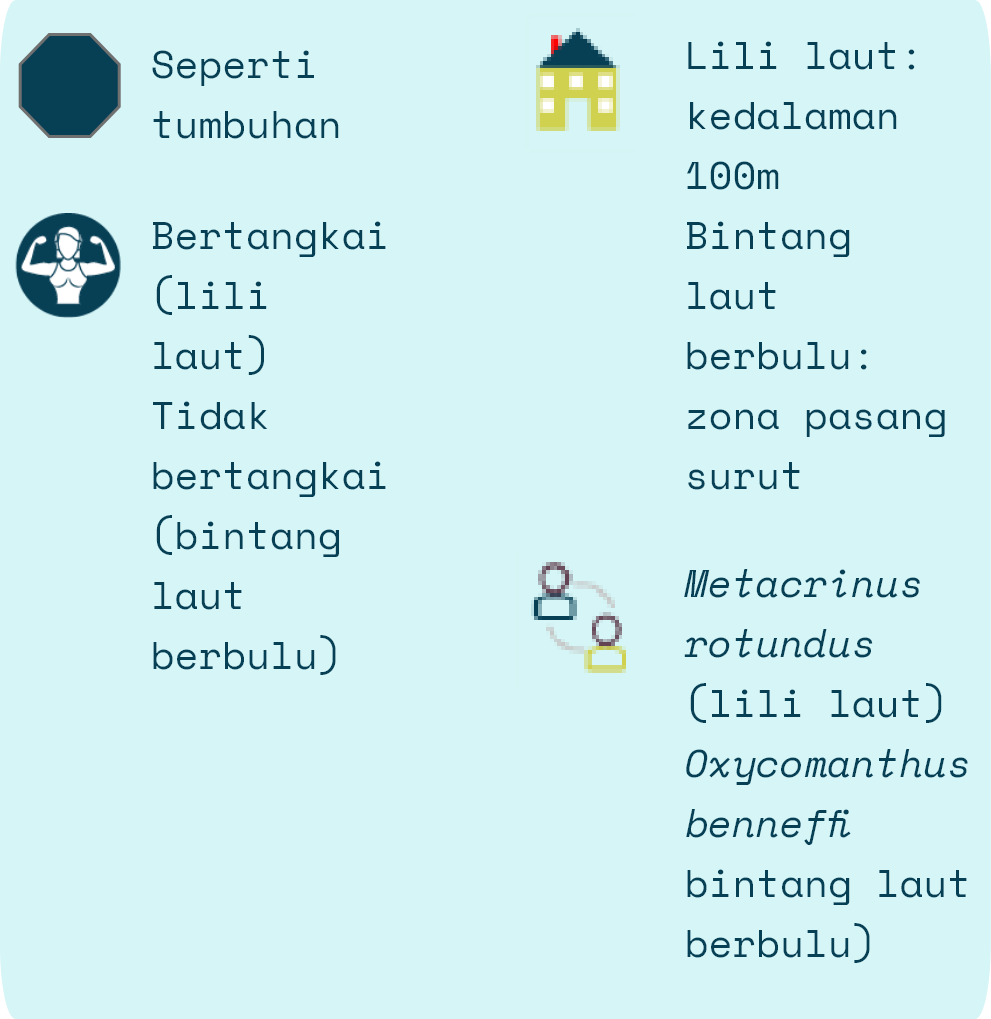 Seperti
tumbuhan
Bertangkai
(lili
laut)
Tidak
bertangkai
(bintang
laut
berbulu)
Lili laut:
kedalaman
100m
Bintang
laut
berbulu:
zona pasang
surut
Metacrinus
rotundus
(lili laut)
Oxycomanthus
benneffi
bintang laut
berbulu)